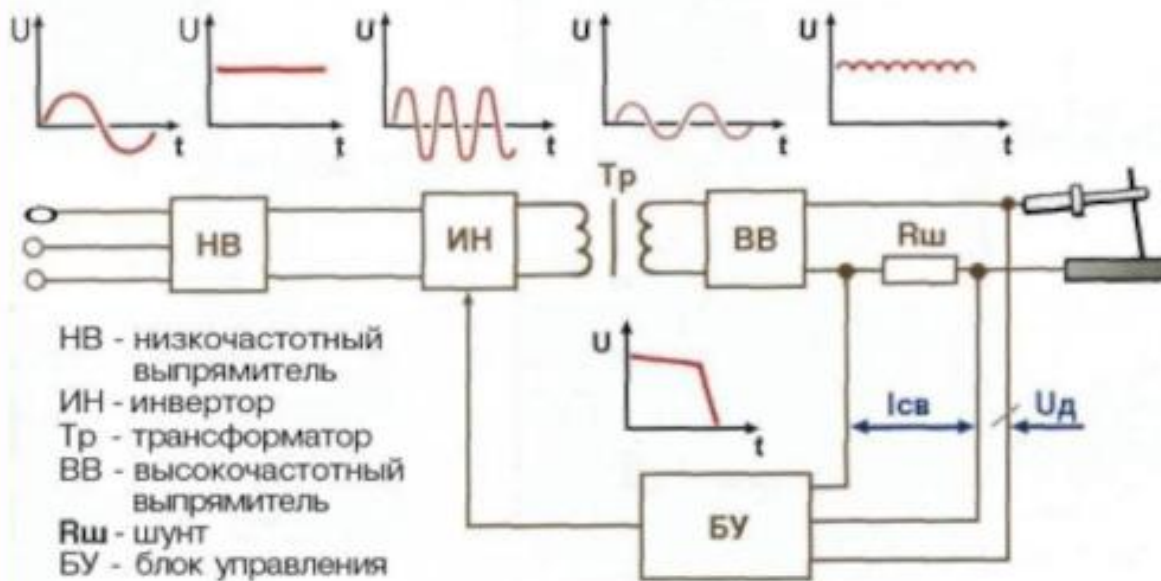 U U U U U
t t t t t
Тр
НВ ИН ВВ Rш
НВ - низкочастотный
выпрямитель
ИН - инвертор
Тр - трансформатор
ВВ - высокочастотный
выпрямитель
Rш - шунт
БУ - блок управления
U
t
Iсв Uд
БУ